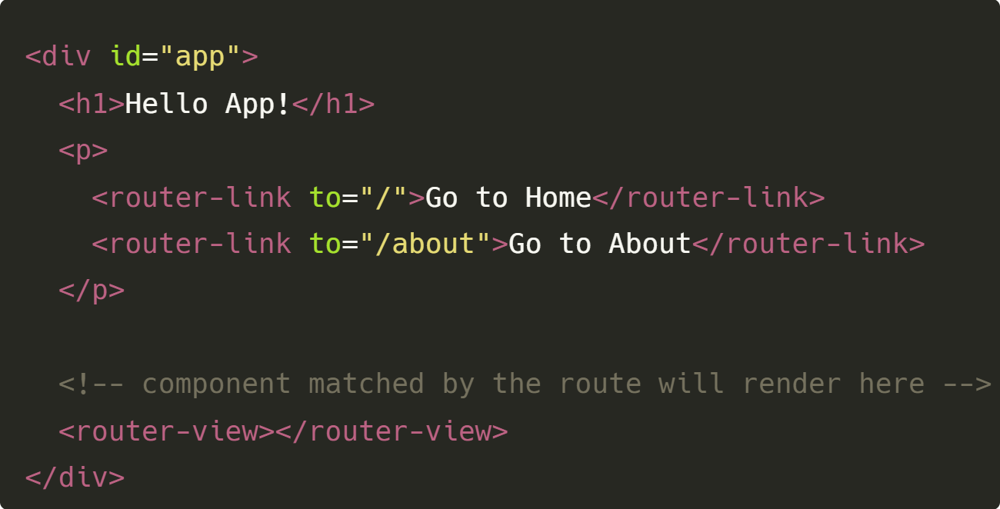 <div id="app">
  <h1>Hello App!</h1>
  <p>
    <router-link to="/">Go to Home</router-link>
    <router-link to="/about">Go to About</router-link>
  </p>

  <!-- component matched by the route will render here -->
  <router-view></router-view>
</div>